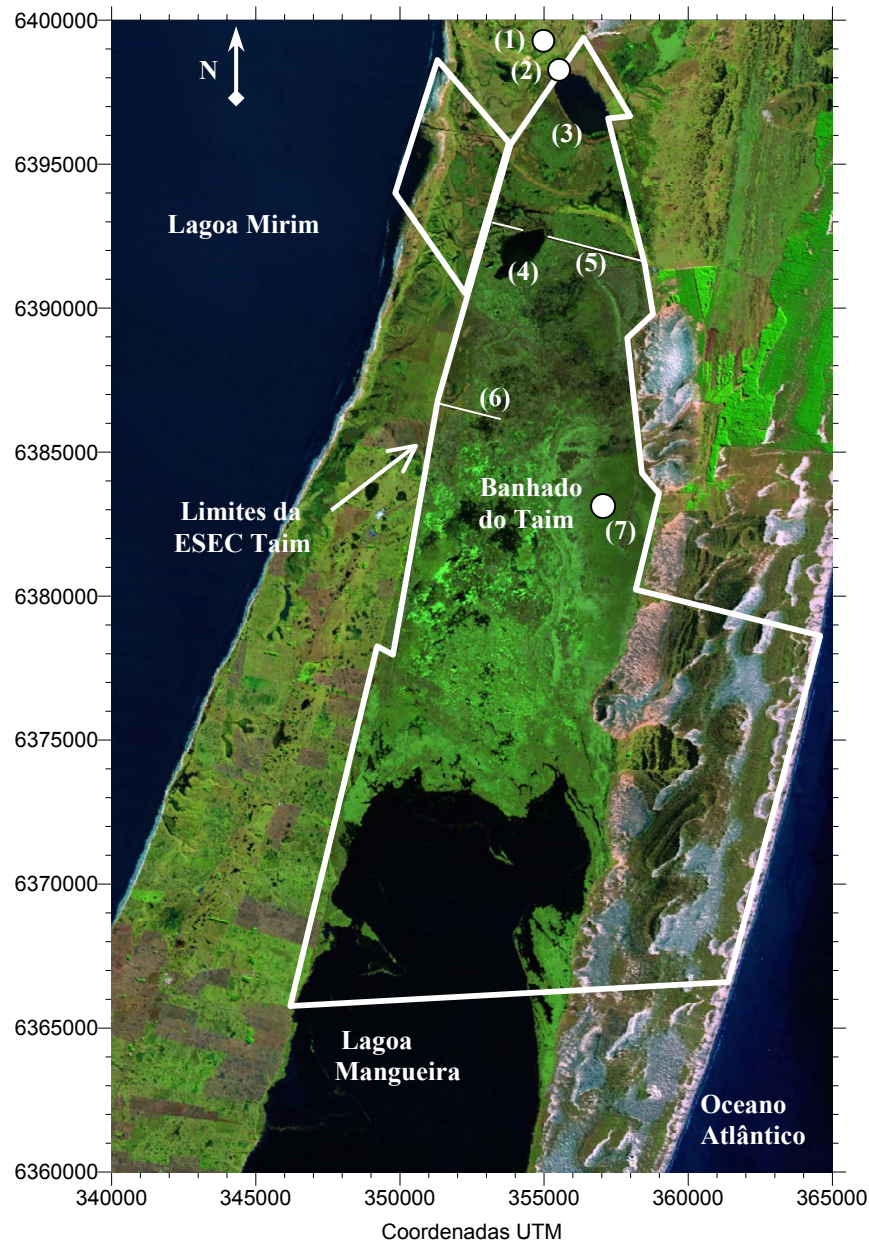 6400000
(1)
N
(2)
(3)
6395000
Lagoa Mirim
(4)
(5)
6390000
(6)
6385000
Banhado
do Taim
Limites da
ESEC Taim
(7)
6380000
6375000
6370000
6365000
Lagoa
Mangueira
Oceano
Atlântico
6360000
340000
345000
350000
355000
360000
365000
Coordenadas UTM